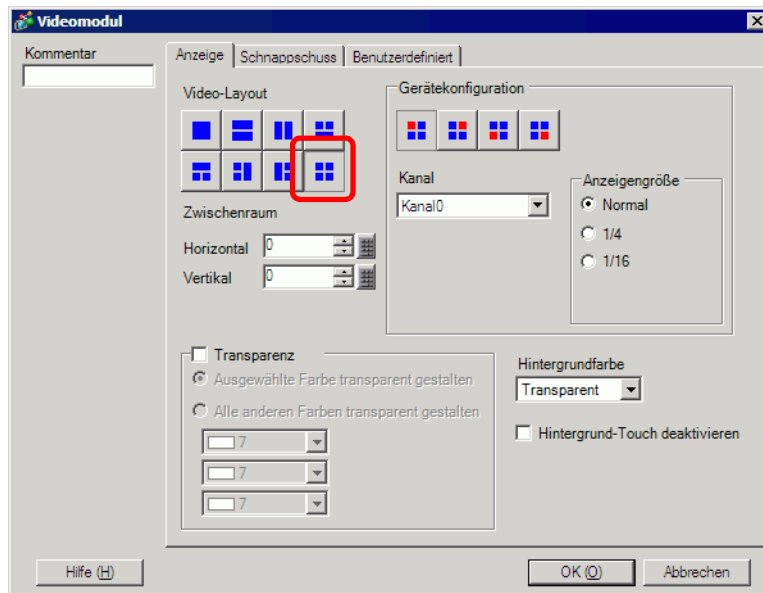 Videomodul
Kommentar
Anzeige Schnappschuss Benutzerdefiniert
Video-Layout
Gerätekonfiguration
Kanal
Kanal0
Anzeigengröße
Normal
1/4
1/16
Zwischenraum
Horizontal 0
Vertikal 0
Transparenz
Ausgewählte Farbe transparent gestalten
Alle anderen Farben transparent gestalten
7
7
7
Hintergrundfarbe
Transparent
Hintergrund-Touch deaktivieren
Hilfe (H)
OK (O) Abbrechen